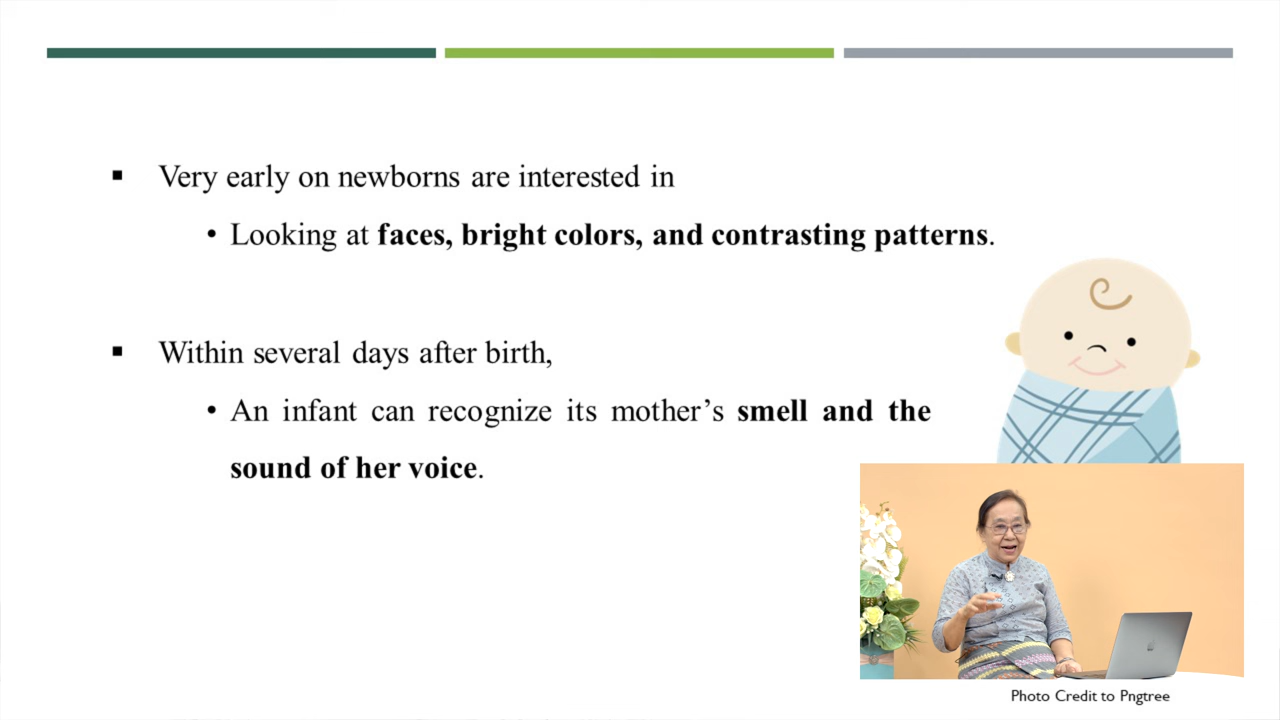 Very early on newborns are interested in
• Looking at faces, bright colors, and contrasting patterns.
Within several days after birth,
• An infant can recognize its mother’s smell and the
sound of her voice.
Photo Credit to Pngtree